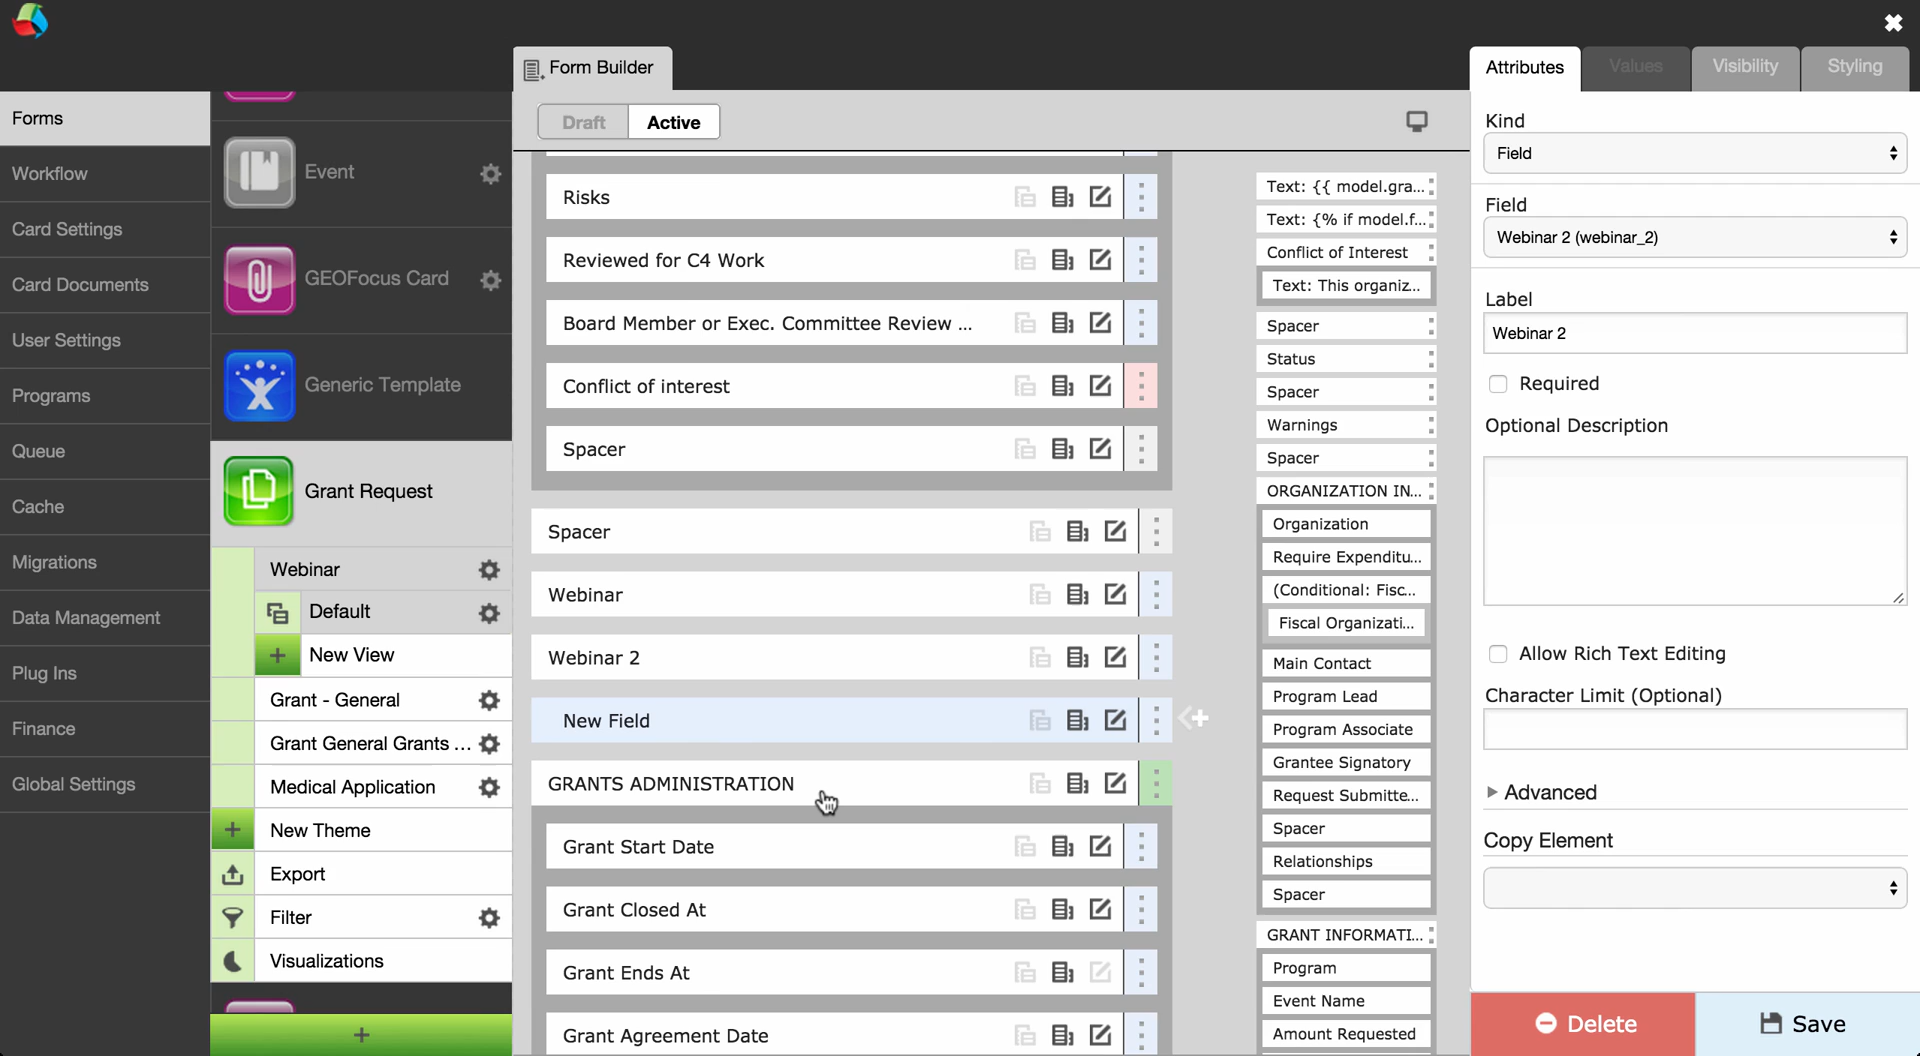 Form Builder
Attributes
Values
Visibility
Styling
Forms
Workflow
Card Settings
Card Documents
User Settings
Programs
Queue
Cache
Migrations
Data Management
Plug Ins
Finance
Global Settings
Event
GEOFocus Card
Generic Template
Grant Request
Webinar
Default
New View
Grant - General
Grant General Grants ...
Medical Application
New Theme
Export
Filter
Visualizations
Draft
Active
Risks
Reviewed for C4 Work
Board Member or Exec. Committee Review ...
Conflict of interest
Spacer
Spacer
Webinar
Webinar 2
New Field
GRANTS ADMINISTRATION
Grant Start Date
Grant Closed At
Grant Ends At
Grant Agreement Date
Text: {{ model.gra...
Text: {% if model.f...
Conflict of Interest
Text: This organiz...
Spacer
Status
Spacer
Warnings
Spacer
ORGANIZATION IN...
Organization
Require Expenditu...
(Conditional: Fisc...
Fiscal Organizati...
Main Contact
Program Lead
Program Associate
Grantee Signatory
Request Submitte...
Spacer
Relationships
Spacer
GRANT INFORMATI...
Program
Event Name
Amount Requested
Kind
Field
Field
Webinar 2 (webinar_2)
Label
Webinar 2
Required
Optional Description
Allow Rich Text Editing
Character Limit (Optional)
Advanced
Copy Element
Delete
Save